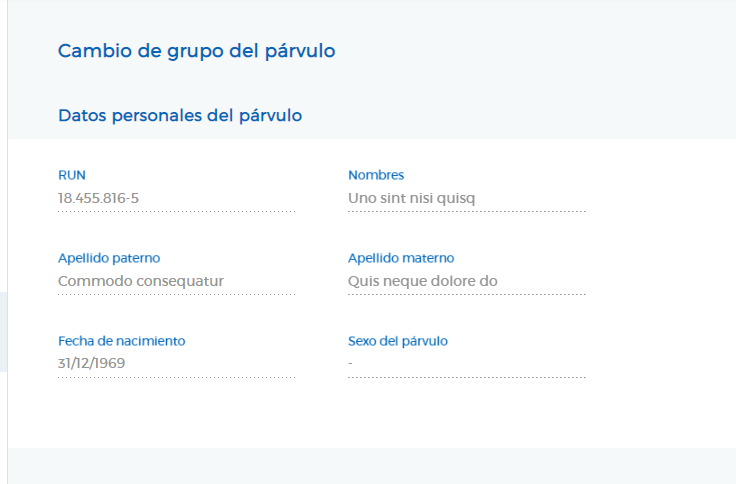 Cambio de grupo del párvulo
Datos personales del párvulo
RUN
18.455.816-5
Nombres
Uno sint nisi quisq
Apellido paterno
Commodo consequatur
Apellido materno
Quis neque dolore do
Fecha de nacimiento
31/12/1969
Sexo del párvulo
-